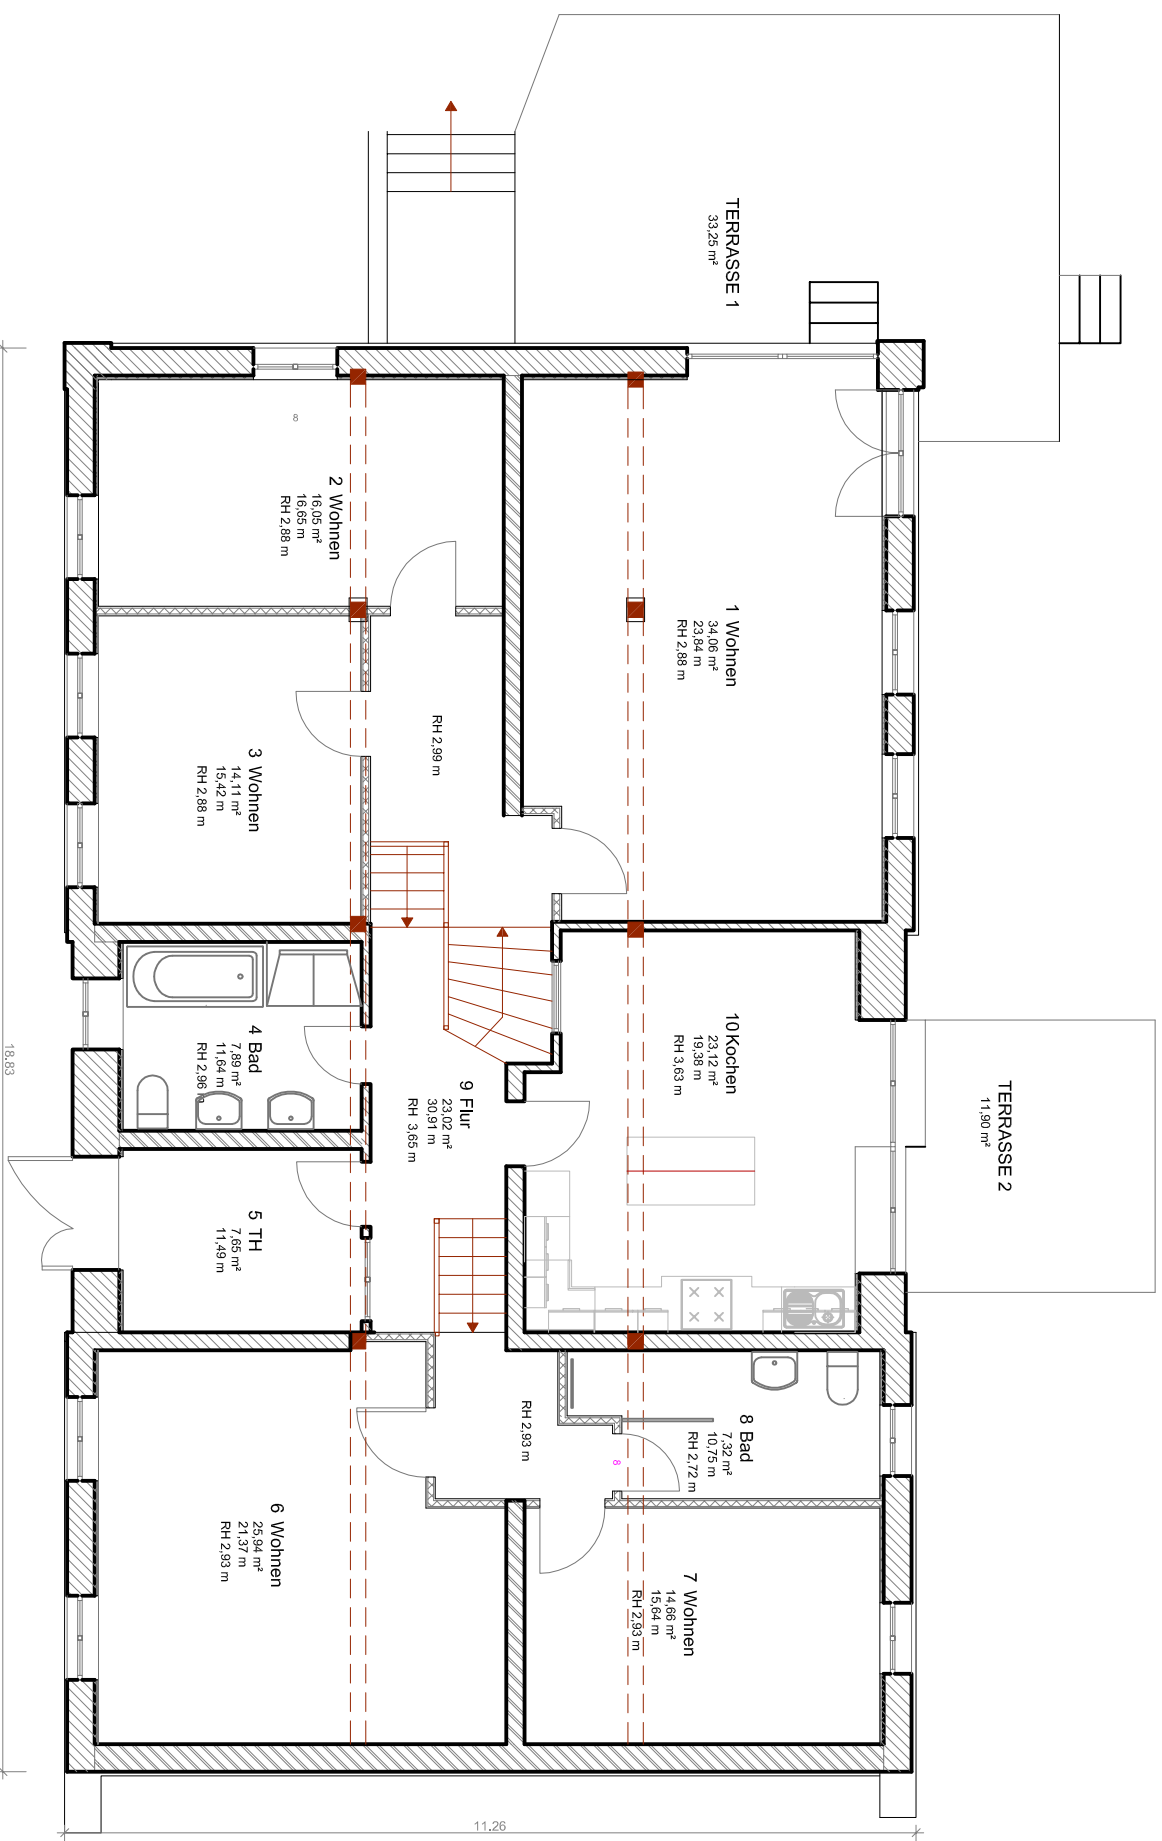 TERRASSE 1
33,25 m²
1 Wohnen
34,06 m²
23,84 m
RH 2,88 m
2 Wohnen
16,05 m²
16,65 m
RH 2,88 m
8
3 Wohnen
14,11 m²
15,42 m
RH 2,88 m
RH 2,99 m
4 Bad
7,89 m²
11,64 m
RH 2,96
5 TH
7,65 m²
11,49 m
9 Flur
23,02 m²
30,91 m
RH 3,65 m
10 Kochen
23,12 m²
19,38 m
RH 3,63 m
TERRASSE 2
11,90 m²
8 Bad
7,32 m²
10,75 m
RH 2,72 m
8
RH 2,93 m
6 Wohnen
25,94 m²
21,37 m
RH 2,93 m
7 Wohnen
14,66 m²
15,64 m
RH 2,93 m
18.83
11.26